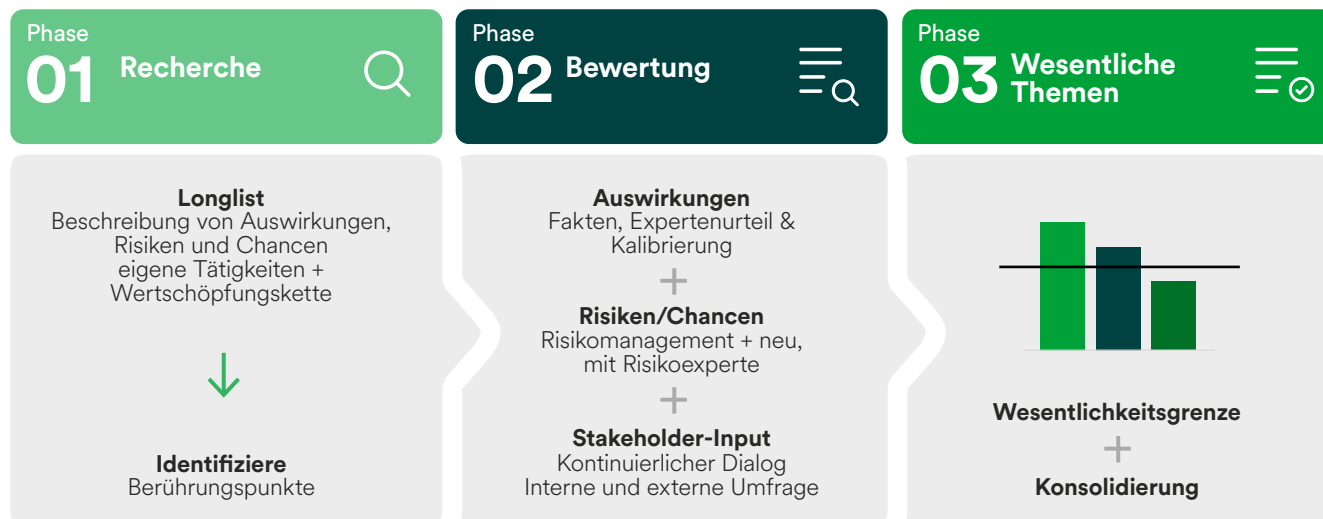 Phase
01 Recherche
Longlist
Beschreibung von Auswirkungen,
Risiken und Chancen
eigene Tätigkeiten +
Wertschöpfungskette
Identifiziere
Berührungspunkte
Phase
02 Bewertung
Auswirkungen
Fakten, Expertenurteil &
Kalibrierung
+
Risiken/Chancen
Risikomanagement + neu,
mit Risikoexperte
+
Stakeholder-Input
Kontinuierlicher Dialog
Interne und externe Umfrage
Phase
03 Wesentliche
Themen
Wesentlichkeitsgrenze
+
Konsolidierung